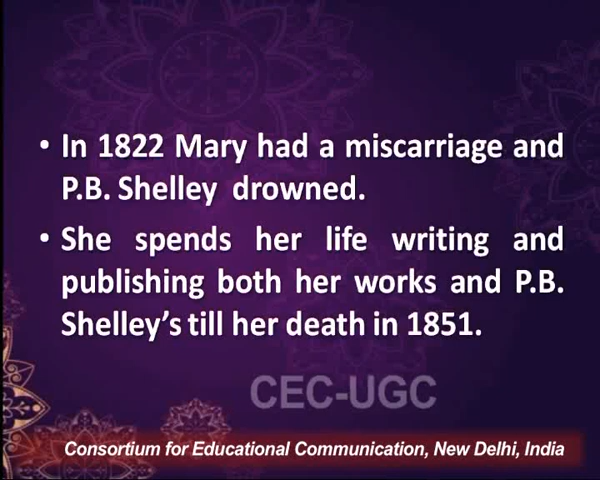 • In 1822 Mary had a miscarriage and
P.B. Shelley drowned.
• She spends her life writing and
publishing both her works and P.B.
Shelley's till her death in 1851.
CEC-UGC
Consortium for Educational Communication, New Delhi, India